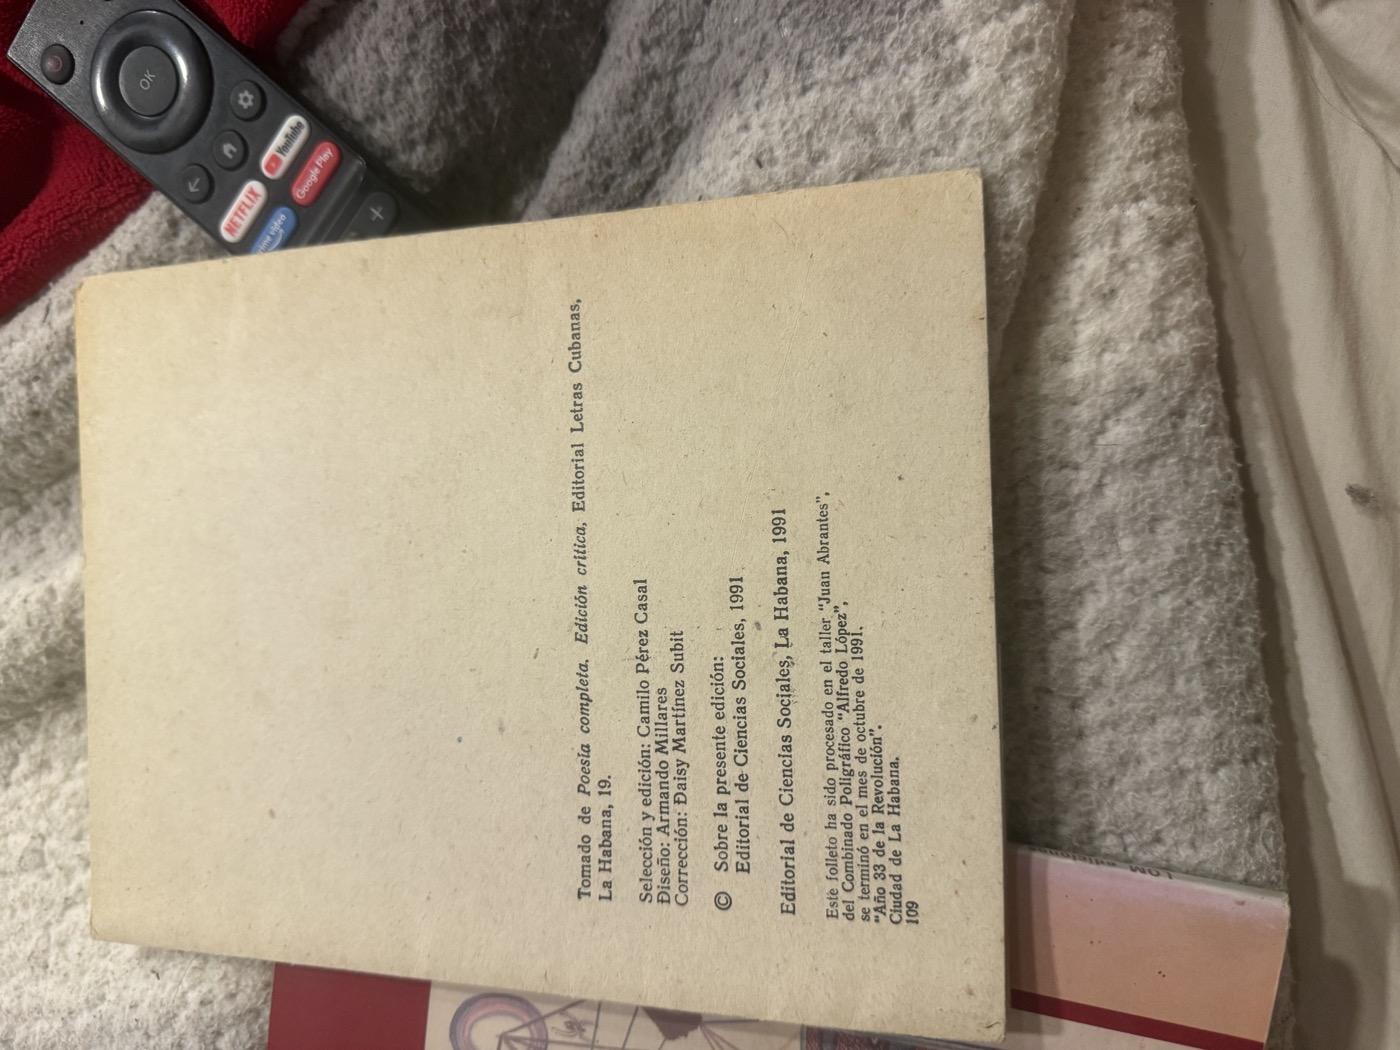 Tomado de Poesía completa. Edición crítica, Editorial Letras Cubanas,
La Habana, 19.
Selección y edición: Camilo Pérez Casal
Diseño: Armando Millares
Corrección: Daisy Martínez Subit
© Sobre la presente edición:
Editorial de Ciencias Sociales, 1991
Editorial de Ciencias Sociales, La Habana, 1991
Este folleto ha sido procesado en el taller "Juan Abrantes",
del Combinado Poligráfico "Alfredo López",
se terminó en el mes de octubre de 1991.
"Año 33 de la Revolución".
Ciudad de La Habana.
109
OK
YouTube
Google Play
NETFLIX
video
LOM